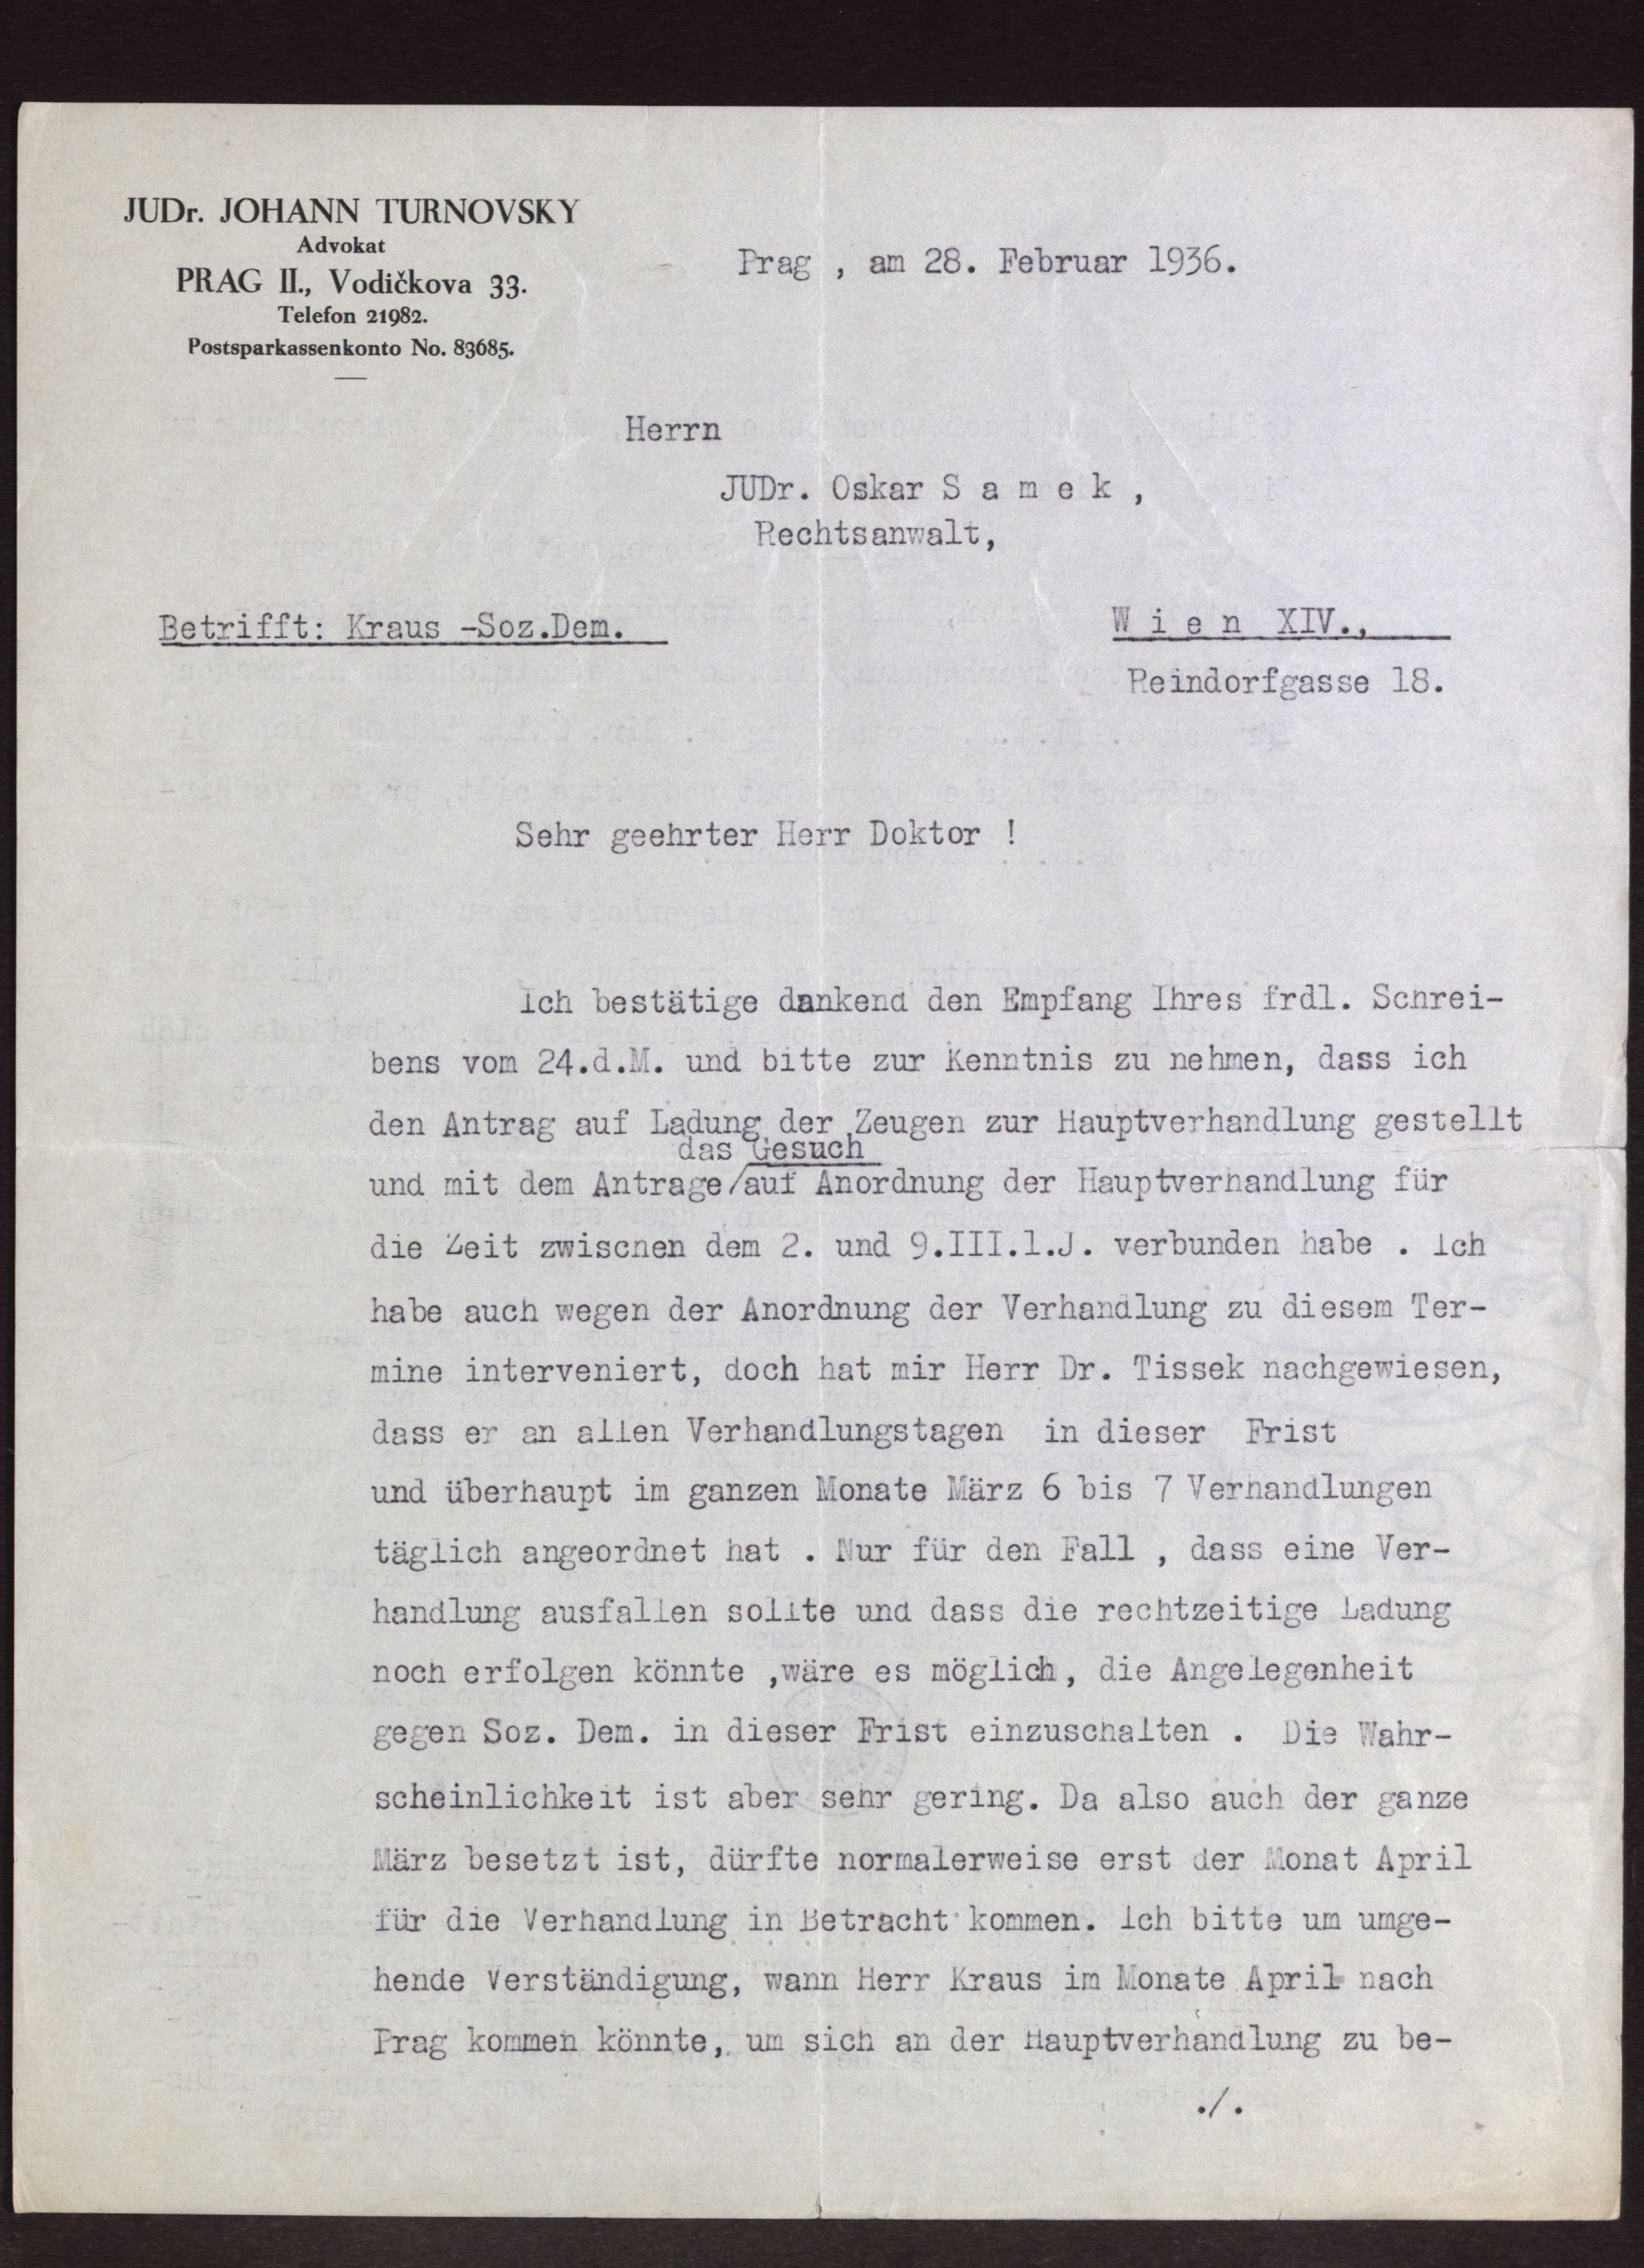 JUDr. JOHANN TURNOVSKY
Advokat
PRAG II., Vodičkova 33.
Telefon 21982.
Postsparkassenkonto No. 83685.
Prag , am 28. Februar 1936.
Herrn
JUDr. Oskar S a m e k ,
Rechtsanwalt,
Betrifft: Kraus -Soz.Dem.
W i e n XIV.,
Reindorfgasse 18.
Sehr geehrter Herr Doktor !
Ich bestätige dankend den Empfang Ihres frdl. Schrei-
bens vom 24.d.M. und bitte zur Kenntnis zu nehmen, dass ich
den Antrag auf Ladung der Zeugen zur Hauptverhandlung gestellt
das Gesuch
und mit dem Antrage/auf Anordnung der Hauptverhandlung für
die Zeit zwischen dem 2. und 9.III.l.J. verbunden habe . Ich
habe auch wegen der Anordnung der Verhandlung zu diesem Ter-
mine interveniert, doch hat mir Herr Dr. Tissek nachgewiesen,
dass er an allen Verhandlungstagen in dieser Frist
und überhaupt im ganzen Monate März 6 bis 7 Verhandlungen
täglich angeordnet hat . Nur für den Fall , dass eine Ver-
handlung ausfallen sollte und dass die rechtzeitige Ladung
noch erfolgen könnte ,wäre es möglich, die Angelegenheit
gegen Soz. Dem. in dieser Frist einzuschalten . Die Wahr-
scheinlichkeit ist aber sehr gering. Da also auch der ganze
März besetzt ist, dürfte normalerweise erst der Monat April
für die Verhandlung in Betracht kommen. Ich bitte um umge-
hende Verständigung, wann Herr Kraus im Monate April nach
Prag kommen könnte, um sich an der Hauptverhandlung zu be-
./.